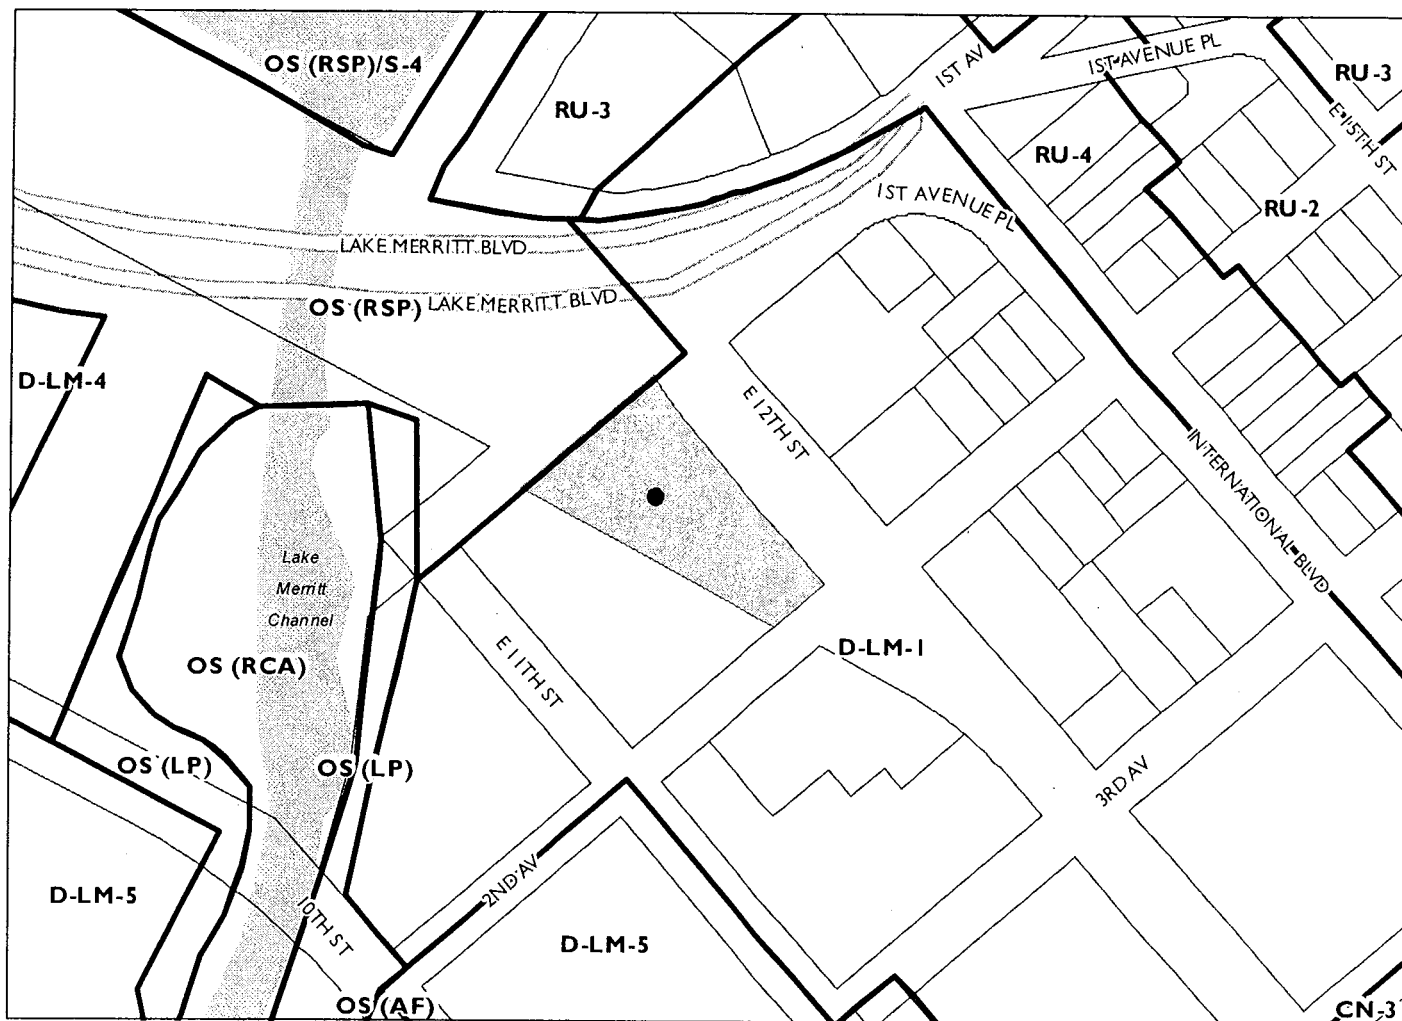 OS (RSP)/S-4
1ST AV
1ST AVENUE PL
RU-3
RU-3
E 15TH ST
RU-4
1ST AVENUE PL
RU-2
LAKE MERRITT BLVD
OS (RSP)
LAKE MERRITT BLVD
D-LM-4
E 12TH ST
INTERNATIONAL BLVD
Lake
Merritt
Channel
OS (RCA)
E 11TH ST
D-LM-1
OS (LP)
OS (LP)
3RD AV
2ND AV
D-LM-5
10TH ST
D-LM-5
OS (AF)
CN-3